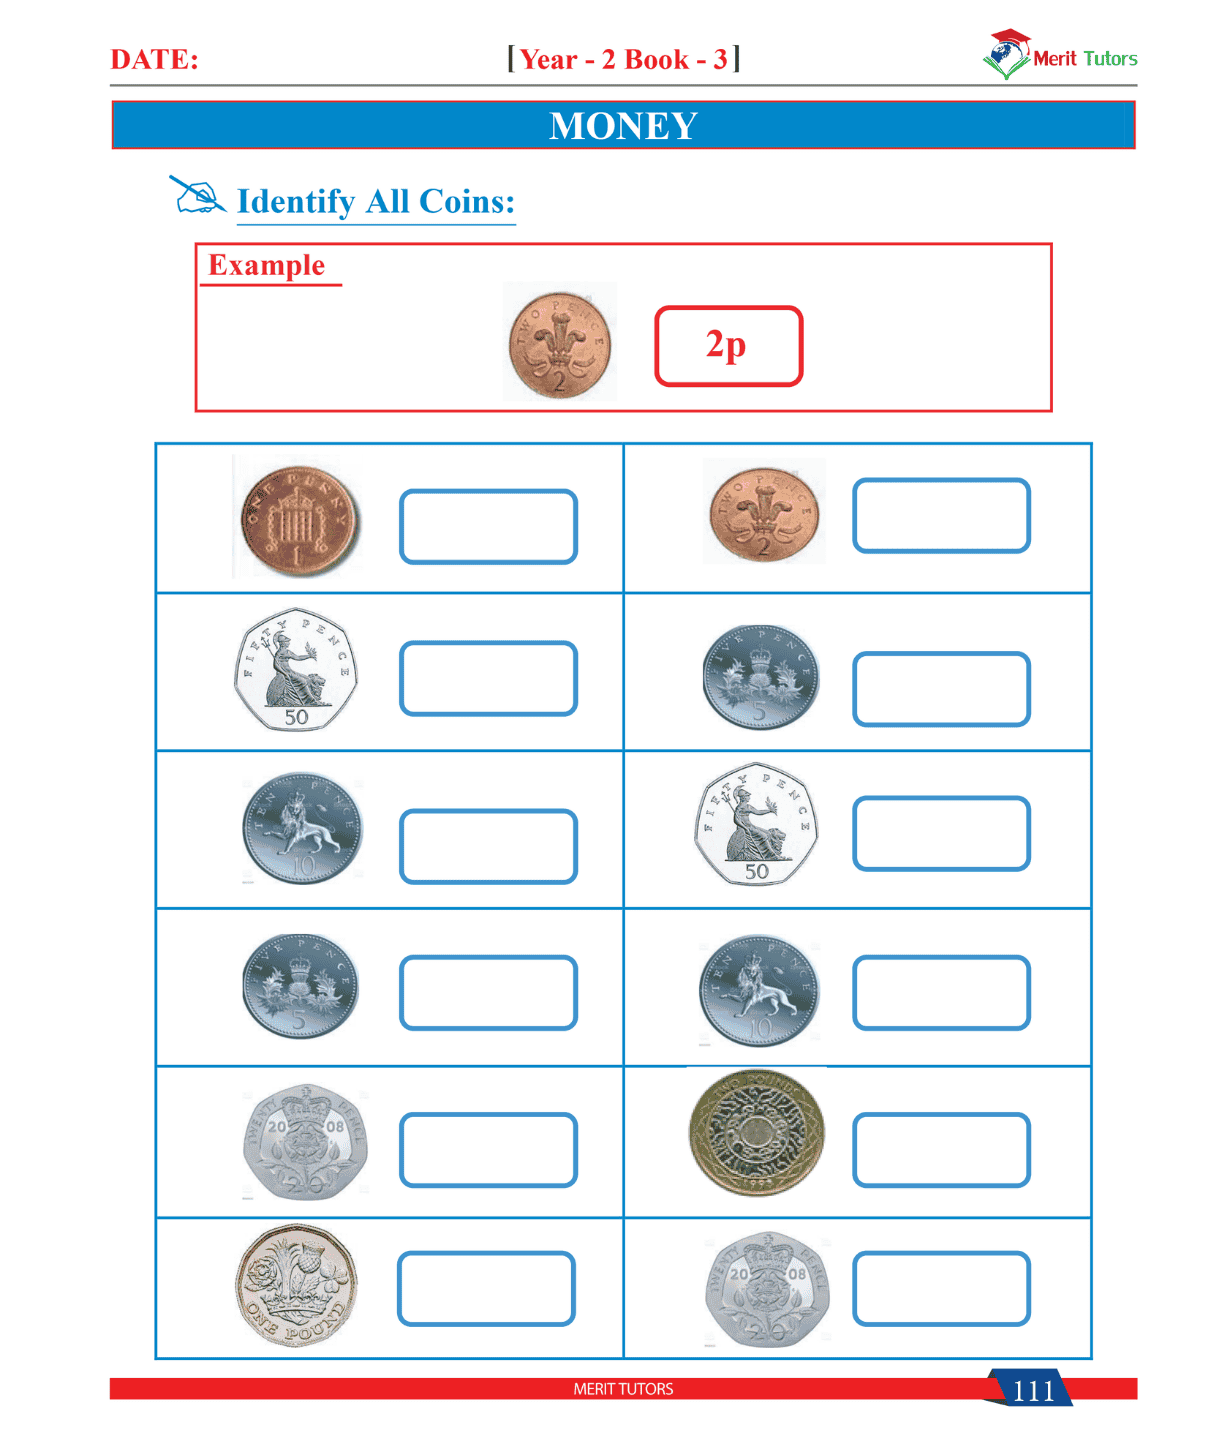 DATE:
[Year - 2 Book - 3]
Merit Tutors
MONEY
Identify All Coins:
Example
TWO PENCE
2
2p
ONE PENNY
1
TWO PENCE
2
FIFTY PENCE
50
FIVE PENCE
5
TEN PENCE
10
FIFTY PENCE
50
FIVE PENCE
5
TEN PENCE
10
TWENTY PENCE
20 08
20
TWO POUNDS
ONE POUND
TWENTY PENCE
20 08
20
MERIT TUTORS
111